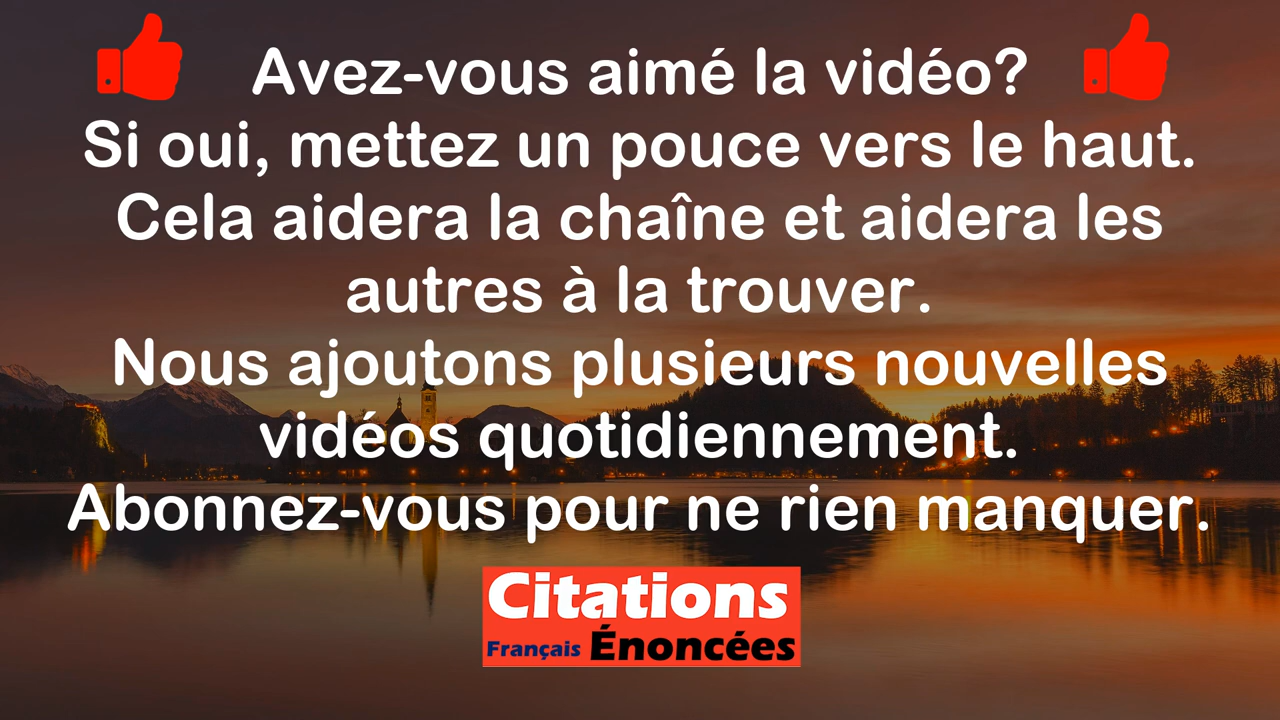 Avez-vous aimé la vidéo?
Si oui, mettez un pouce vers le haut.
Cela aidera la chaîne et aidera les
autres à la trouver.
Nous ajoutons plusieurs nouvelles
vidéos quotidiennement.
Abonnez-vous pour ne rien manquer.
Citations
Français Énoncées